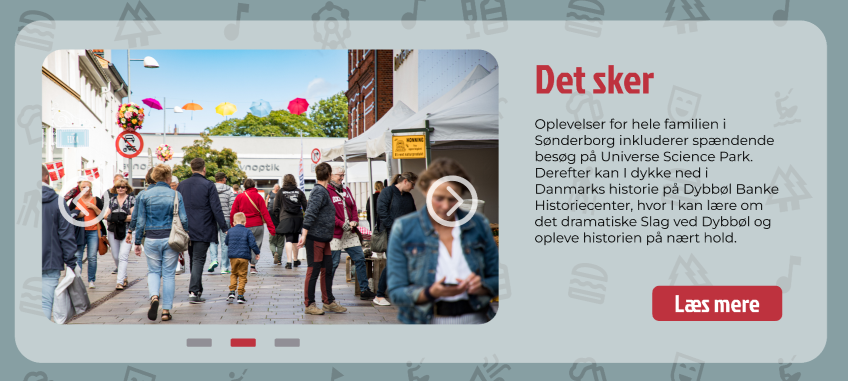 Det sker
Oplevelser for hele familien i
Sønderborg inkluderer spændende
besøg på Universe Science Park.
Derefter kan I dykke ned i
Danmarks historie på Dybbøl Banke
Historiecenter, hvor I kan lære om
det dramatiske Slag ved Dybbøl og
opleve historien på nært hold.
Læs mere
HONNING